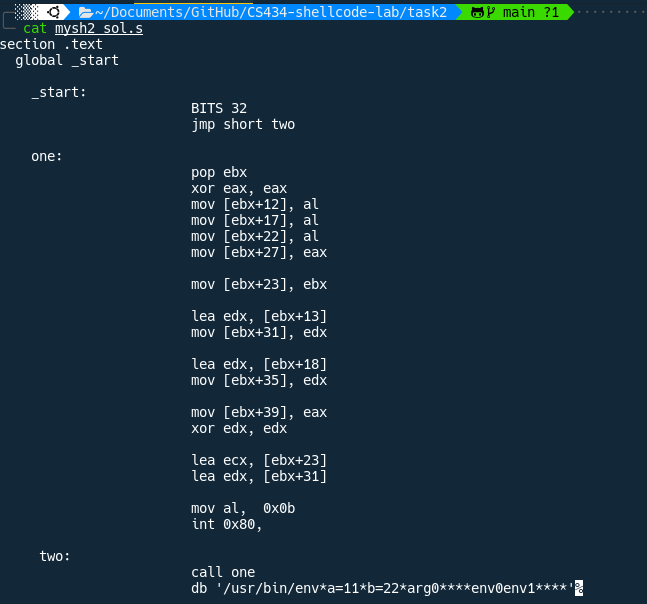 ~/Documents/GitHub/CS434-shellcode-lab/task2 main ?1
cat mysh2_sol.s
section .text
global _start
_start:
BITS 32
jmp short two
one:
pop ebx
xor eax, eax
mov [ebx+12], al
mov [ebx+17], al
mov [ebx+22], al
mov [ebx+27], eax
mov [ebx+23], ebx
lea edx, [ebx+13]
mov [ebx+31], edx
lea edx, [ebx+18]
mov [ebx+35], edx
mov [ebx+39], eax
xor edx, edx
lea ecx, [ebx+23]
lea edx, [ebx+31]
mov al,  0x0b
int 0x80,
two:
call one
db '/usr/bin/env*a=11*b=22*arg0****env0env1****'%